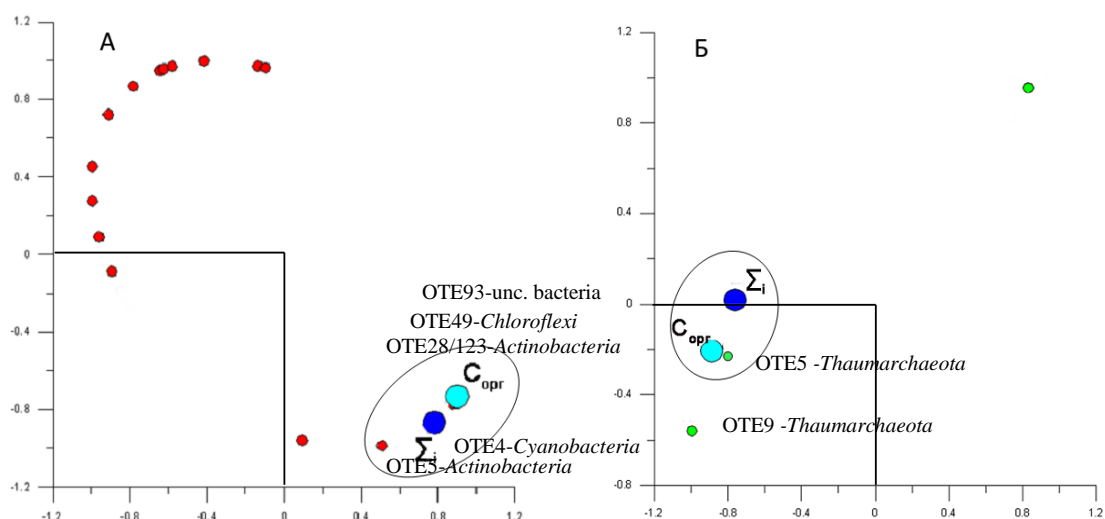 А
1.2
0.8
0.4
0
-0.4
-0.8
-1.2
-1.2
-0.8
-0.4
0
0.4
0.8
1.2
OTE93-unc. bacteria
OTE49-Chloroflexi
OTE28/123-Actinobacteria
Copr
Σi
OTE4-Cyanobacteria
OTE5-Actinobacteria
Б
1.2
0.8
0.4
0
-0.4
-0.8
-1.2
-0.8
-0.4
0
0.4
0.8
1.2
Σi
Copr
OTE5 -Thaumarchaeota
OTE9 -Thaumarchaeota